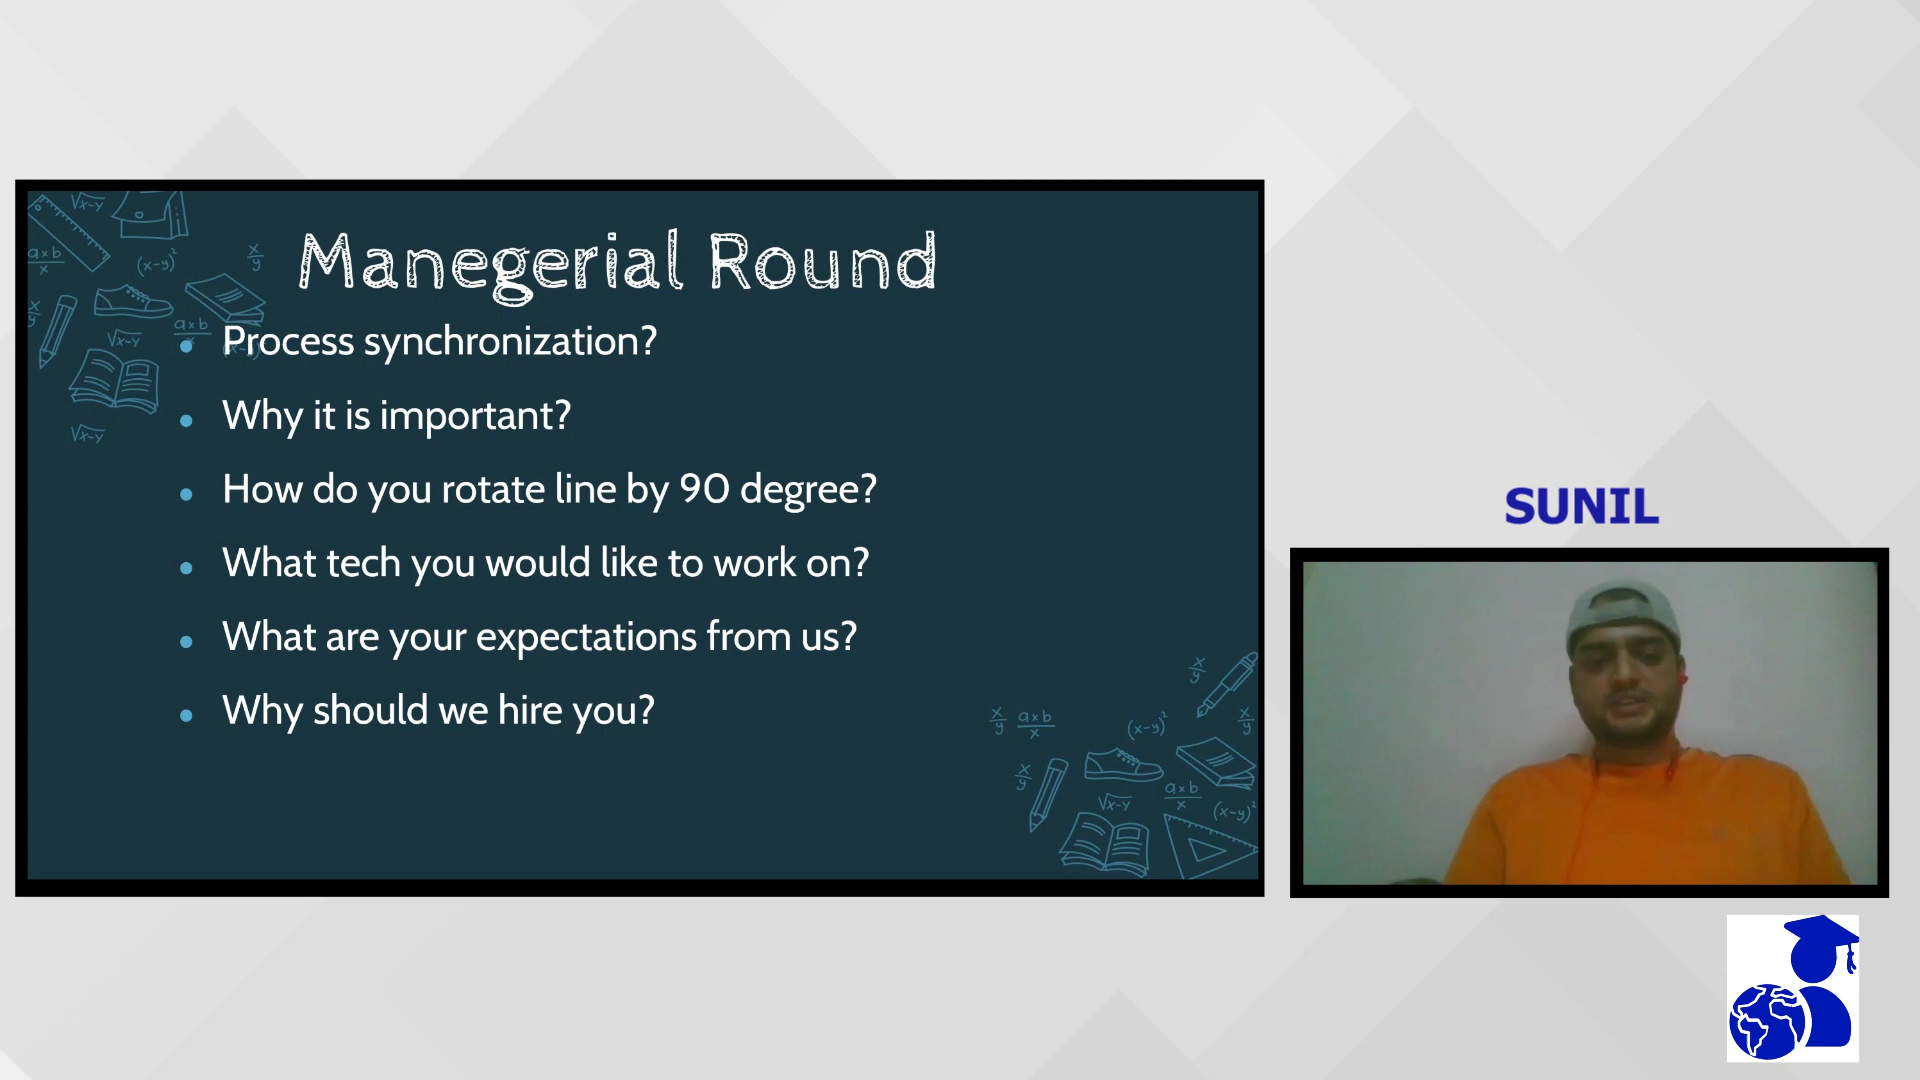 Manegerial Round
Process synchronization?
Why it is important?
How do you rotate line by 90 degree?
What tech you would like to work on?
What are your expectations from us?
Why should we hire you?
SUNIL